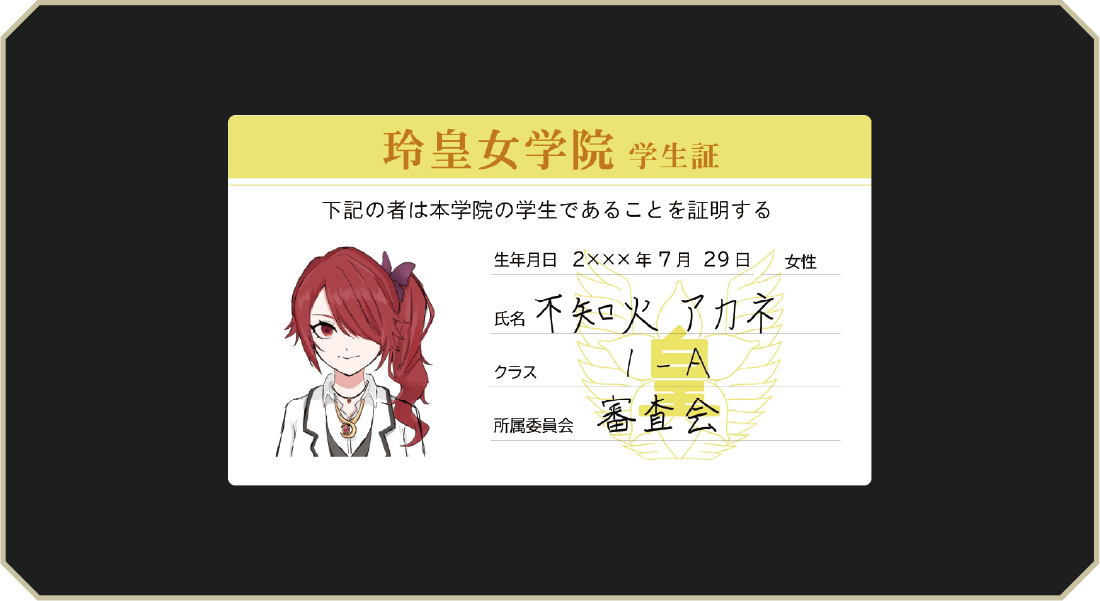 玲皇女学院 学生証
下記の者は本学院の学生であることを証明する
生年月日 2××× 年 7 月 29 日 女性
氏名 不知火 アカネ
クラス 1-A
所属委員会 審査会
皇